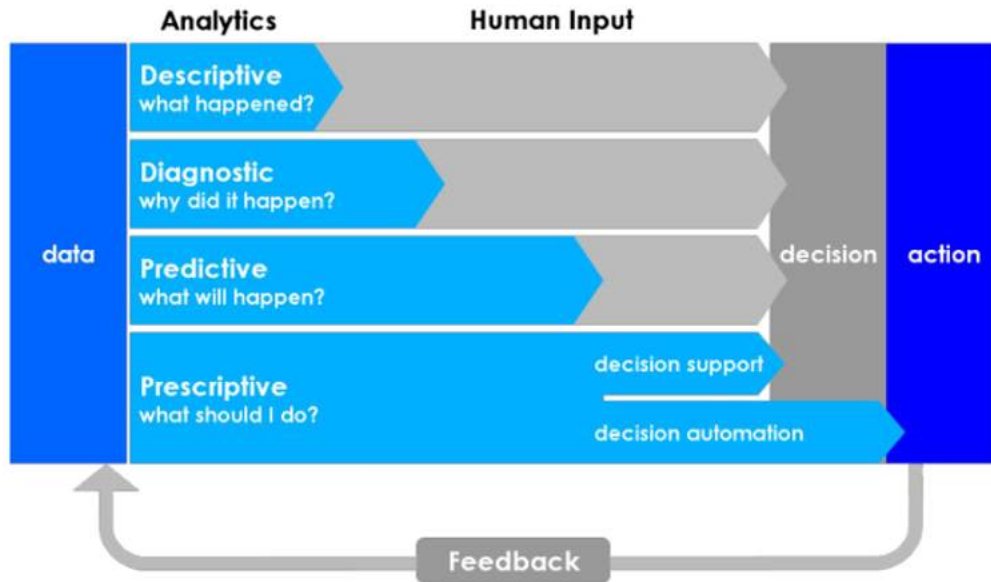 Analytics
Human Input
Descriptive
what happened?
Diagnostic
why did it happen?
data
Predictive
what will happen?
decision
action
Prescriptive
what should I do?
decision support
decision automation
Feedback